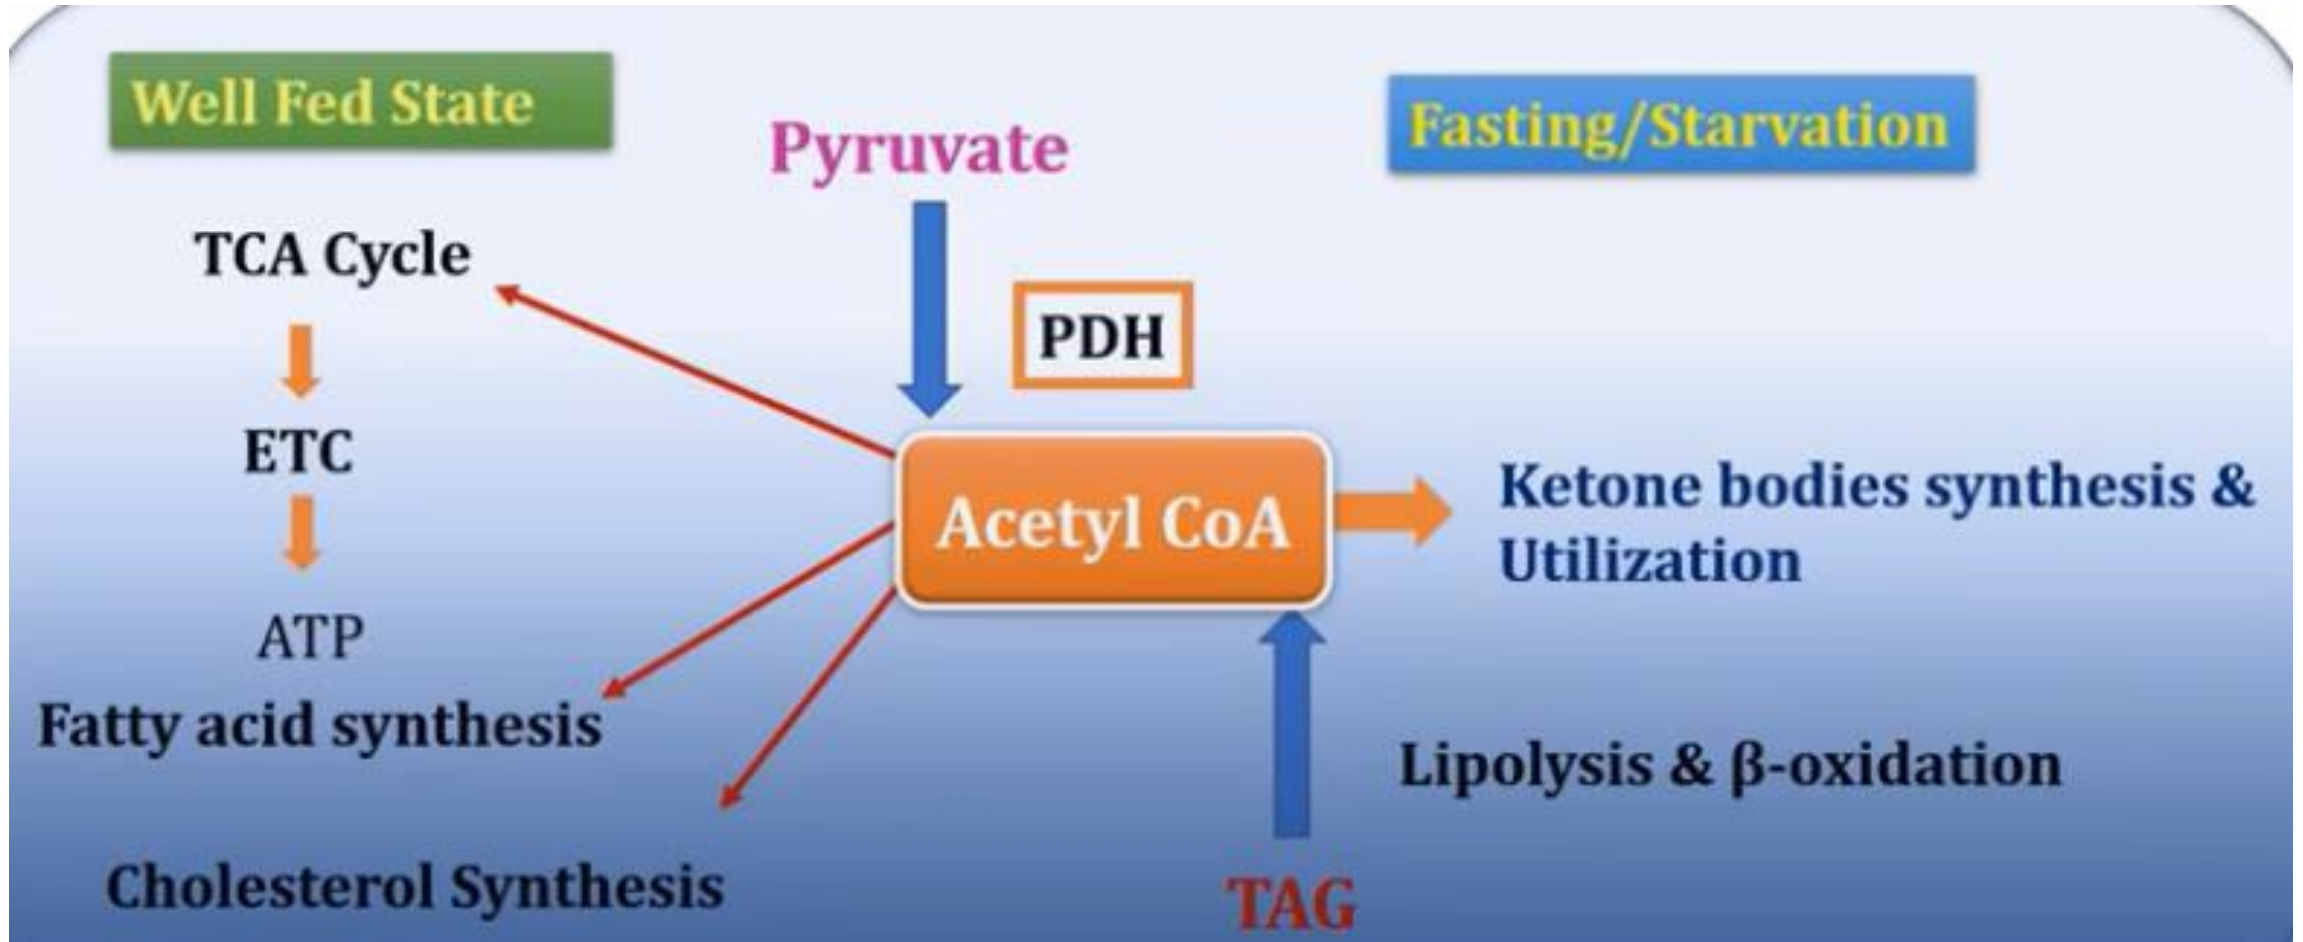 Well Fed State
Fasting/Starvation
Pyruvate
TCA Cycle
PDH
ETC
Acetyl CoA
Ketone bodies synthesis &
Utilization
ATP
Fatty acid synthesis
Lipolysis & β-oxidation
Cholesterol Synthesis
TAG